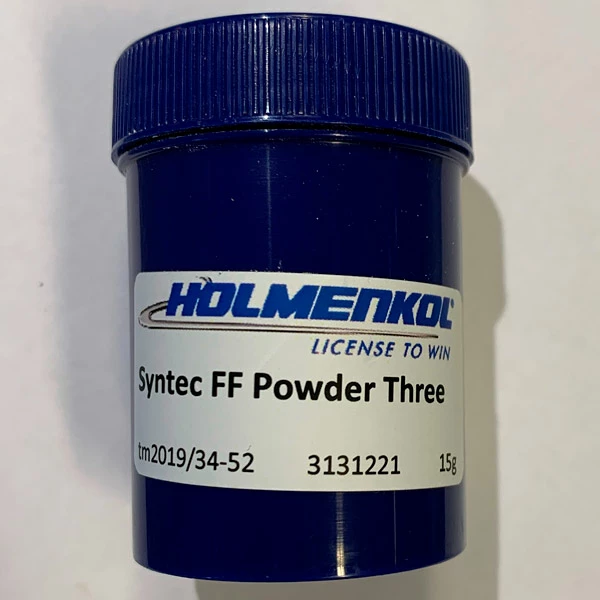 HOLMENKOL
LICENSE TO WIN
Syntec FF Powder Three
tm2019/34-52 3131221 15g